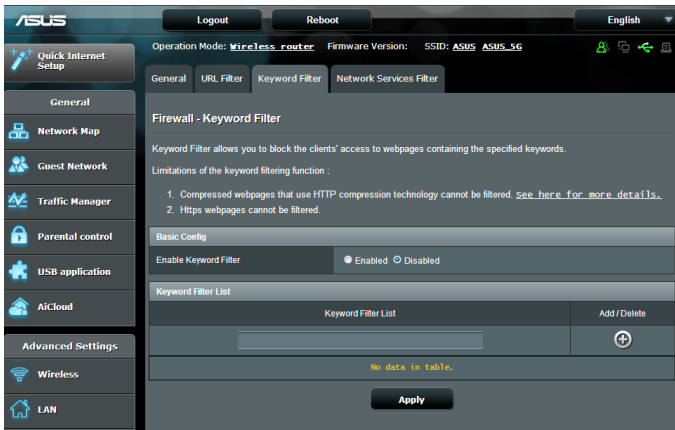 ASUS
Logout
Reboot
English
Quick Internet
Setup
Operation Mode: Wireless router Firmware Version: SSID: ASUS ASUS_5G
General
URL Filter
Keyword Filter
Network Services Filter
General
Network Map
Guest Network
Traffic Manager
Parental control
USB application
AiCloud
Advanced Settings
Wireless
LAN
Firewall - Keyword Filter
Keyword Filter allows you to block the clients' access to webpages containing the specified keywords.
Limitations of the keyword filtering function :
1. Compressed webpages that use HTTP compression technology cannot be filtered. See here for more details.
2. Https webpages cannot be filtered.
Basic Config
Enable Keyword Filter
Enabled Disabled
Keyword Filter List
Keyword Filter List
Add / Delete
No data in table.
Apply